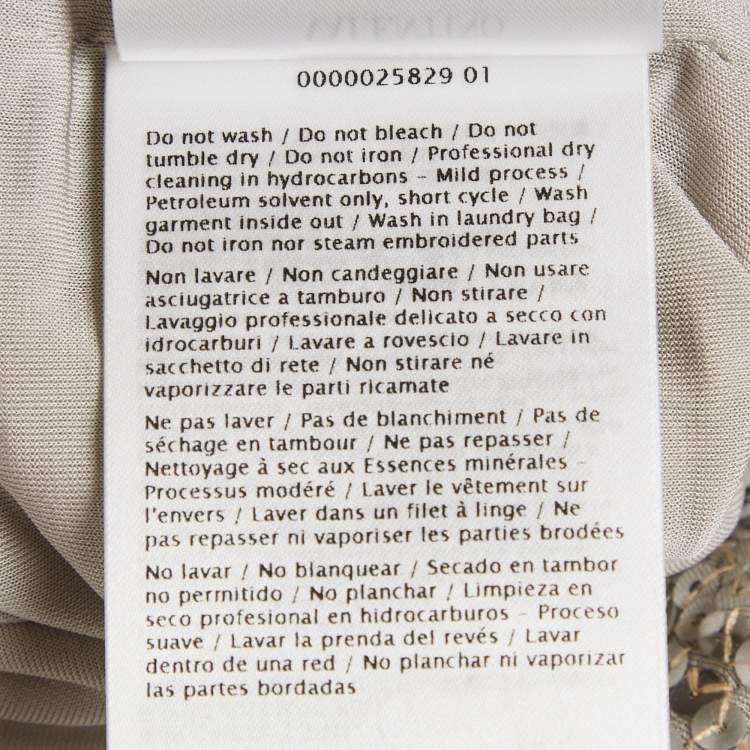 0000025829 01
Do not wash / Do not bleach / Do not
tumble dry / Do not iron / Professional dry
cleaning in hydrocarbons - Mild process /
Petroleum solvent only, short cycle / Wash
garment inside out / Wash in laundry bag /
Do not iron nor steam embroidered parts
Non lavare / Non candeggiare / Non usare
asciugatrice a tamburo / Non stirare /
Lavaggio professionale delicato a secco con
idrocarburi / Lavare a rovescio / Lavare in
sacchetto di rete / Non stirare né
vaporizzare le parti ricamate
Ne pas laver / Pas de blanchiment / Pas de
séchage en tambour / Ne pas repasser /
Nettoyage à sec aux Essences minérales -
Processus modéré / Laver le vêtement sur
l'envers / Laver dans un filet à linge / Ne
pas repasser ni vaporiser les parties brodées
No lavar / No blanquear / Secado en tambor
no permitido / No planchar / Limpieza en
seco profesional en hidrocarburos - Proceso
suave / Lavar la prenda del revés / Lavar
dentro de una red / No planchar ni vaporizar
las partes bordadas